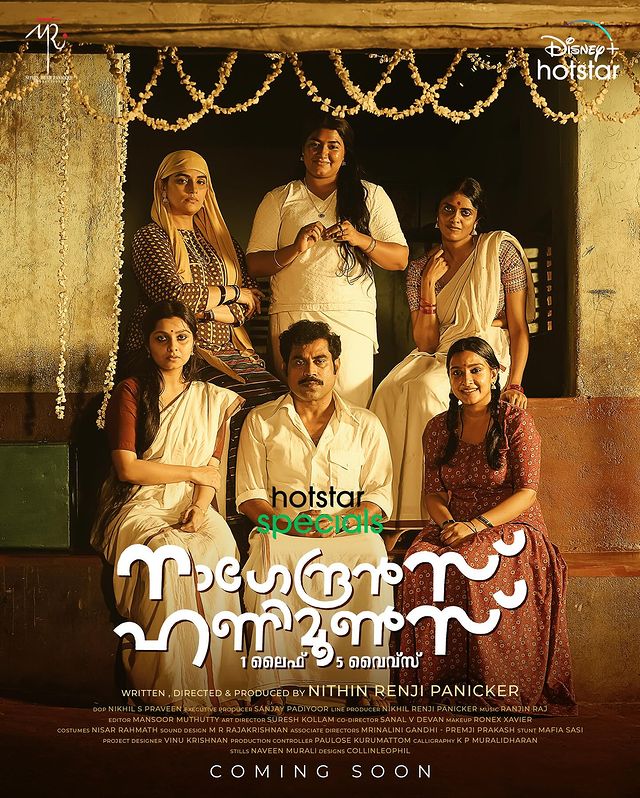 MR
NITHIN RENJI PANICKER
Disney+
hotstar
hotstar
specials
നാഗേന്ദ്രൻസ്
ഹണിമൂൺസ്
1 ലൈഫ് 5 വൈവ്സ്
WRITTEN , DIRECTED & PRODUCED BY NITHIN RENJI PANICKER
DOP NIKHIL S PRAVEEN EXECUTIVE PRODUCER SANJAY PADIYOOR LINE PRODUCER NIKHIL RENJI PANICKER MUSIC RANJIN RAJ
EDITOR MANSOOR MUTHUTTY ART DIRECTOR SURESH KOLLAM CO-DIRECTOR SANAL V DEVAN MAKEUP RONEX XAVIER
COSTUMES NISAR RAHMATH SOUND DESIGN M R RAJAKRISHNAN ASSOCIATE DIRECTORS MRINALINI GANDHI - PREMJI PRAKASH STUNT MAFIA SASI
PROJECT DESIGNER VINU KRISHNAN PRODUCTION CONTROLLER PAULOSE KURUMATTOM CALLIGRAPHY K P MURALIDHARAN
STILLS NAVEEN MURALI DESIGNS COLLINLEOPHIL
COMING SOON